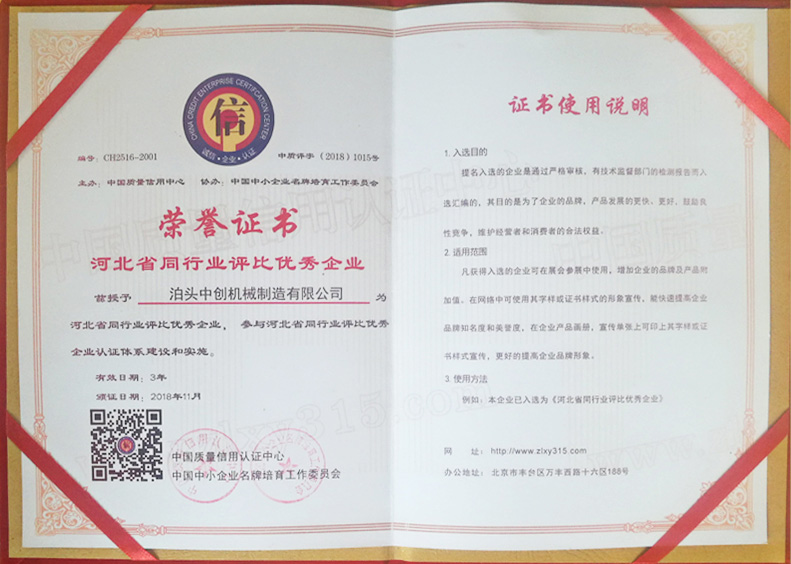 CHINA CREDIT ENTERPRISE CERTIFICATION CENTER
信
诚信·企业·认证
编号:CH2516-2001
中质评字(2018)1015号
主办:中国质量信用中心 协办:中国中小企业名牌培育工作委员会
荣誉证书
河北省同行业评比优秀企业
兹授予 泊头中创机械制造有限公司 为
河北省同行业评比优秀企业, 参与河北省同行业评比优秀
企业认证体系建设和实施。
有效日期:3年
颁证日期:2018年11月
中国质量信用认证中心
中国中小企业名牌培育工作委员会
证书使用说明
1.入选目的
提名入选的企业是通过严格审核,有技术监督部门的检测报告而入
选汇编的,其目是为了企业的品牌,产品发展的更快、更好,鼓励良
性竞争,维护经营者和消费者的合法权益。
2.适用范围
凡获得入选的企业可在展会参展中使用,增加企业的品牌及产品附
加值。在网络中可使用其字样或证书样式的形象宣传,能快速提高企业
品牌知名度和美誉度,在企业产品画册,宣传单张上可印上其字样或证
书样式宣传,更好的提高企业品牌形象。
3.使用方法
例如:本企业已入选为《河北省同行业评比优秀企业》
网 址:http://www.zlxy315.com
办公地址:北京市丰台区万丰西路十六区188号